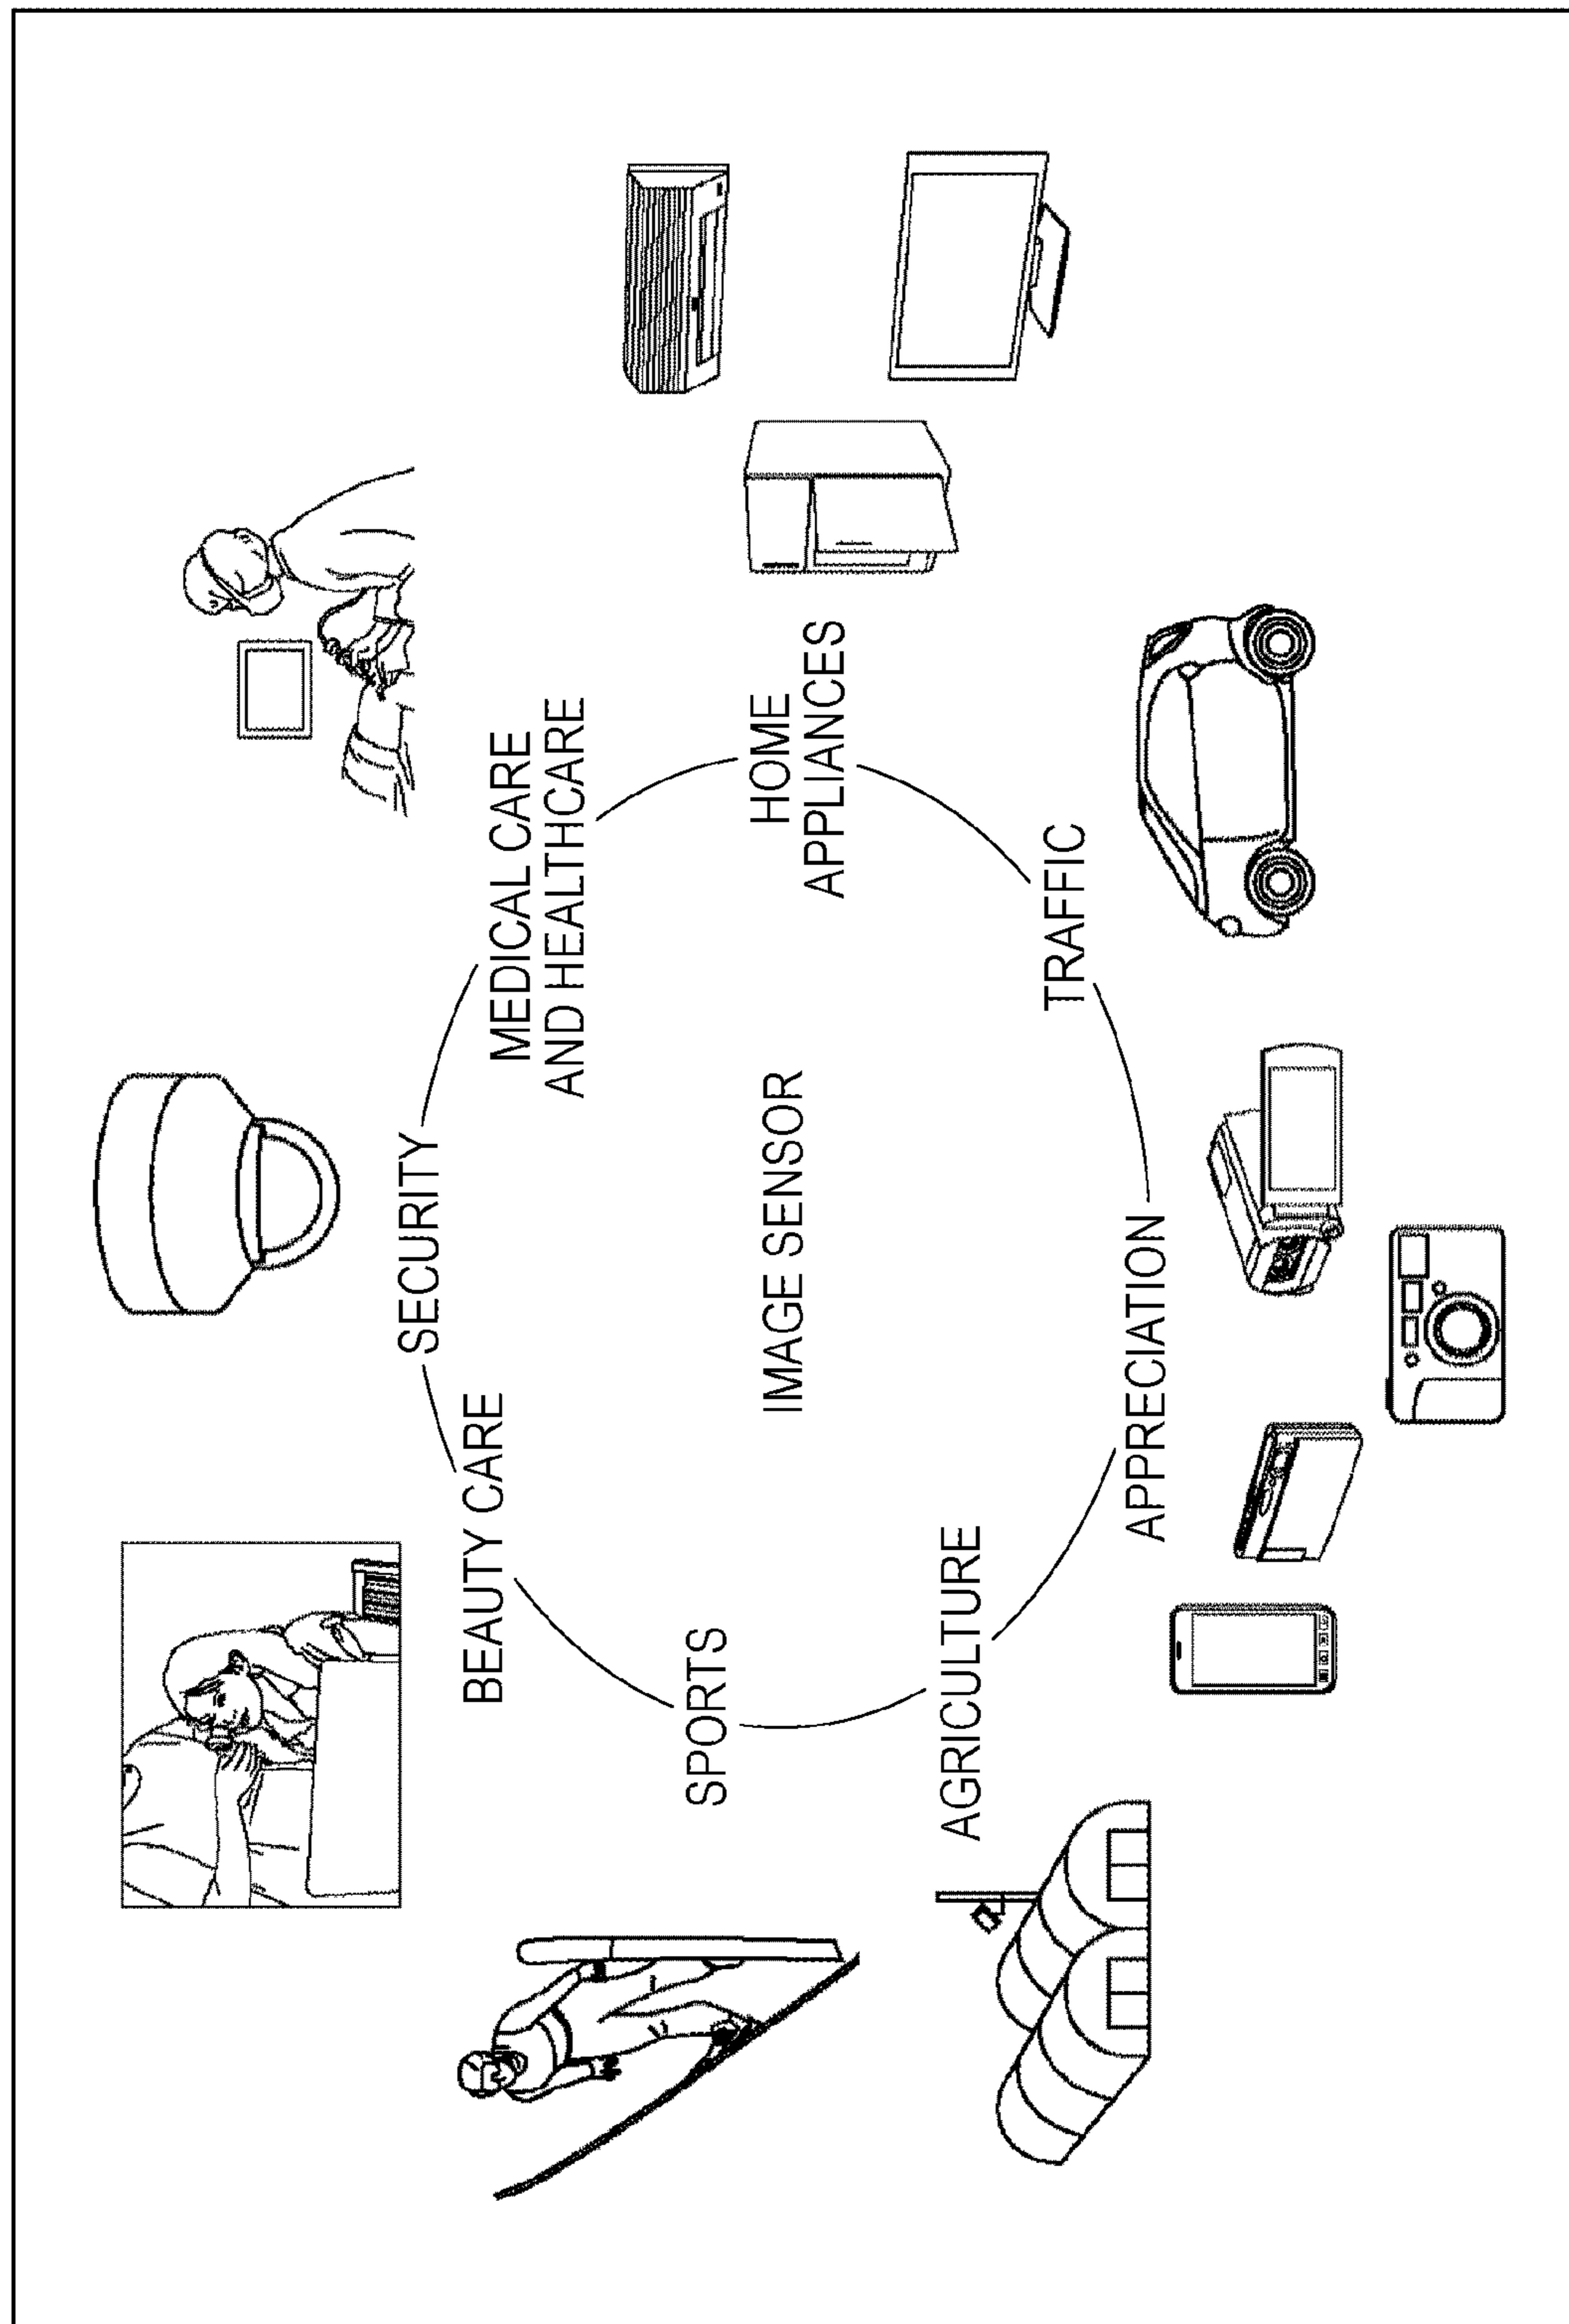 SECURITY
BEAUTY CARE
MEDICAL CARE
AND HEALTHCARE
SPORTS
IMAGE SENSOR
HOME
APPLIANCES
AGRICULTURE
TRAFFIC
APPRECIATION